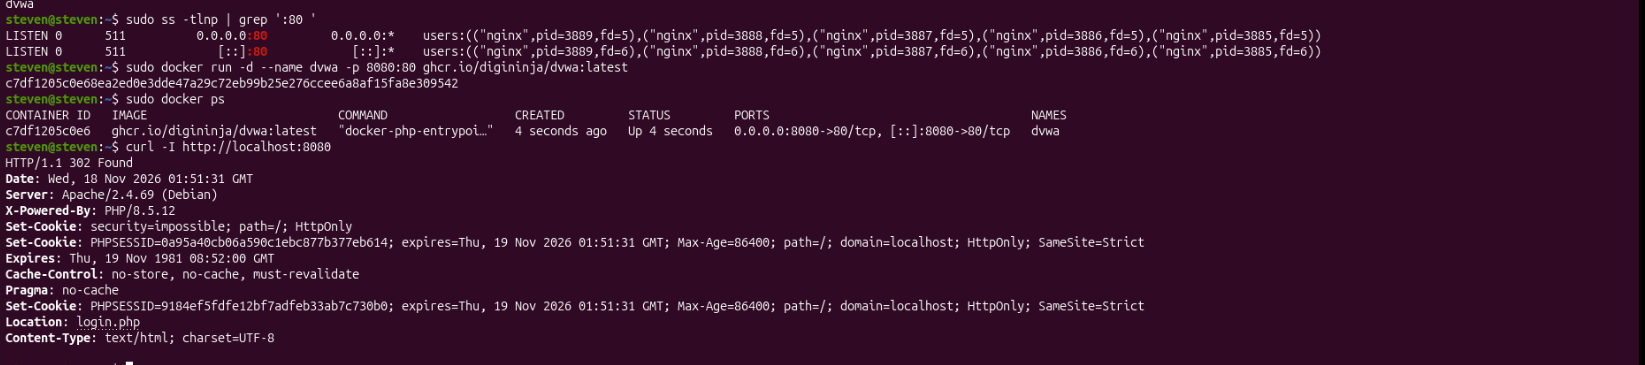 dvwa
steven@steven:~$ sudo ss -tlnp | grep ':80 '
LISTEN 0      511          0.0.0.0:80         0.0.0.0:*    users:(("nginx",pid=3889,fd=5),("nginx",pid=3888,fd=5),("nginx",pid=3887,fd=5),("nginx",pid=3886,fd=5),("nginx",pid=3885,fd=5))
LISTEN 0      511             [::]:80            [::]:*    users:(("nginx",pid=3889,fd=6),("nginx",pid=3888,fd=6),("nginx",pid=3887,fd=6),("nginx",pid=3886,fd=6),("nginx",pid=3885,fd=6))
steven@steven:~$ sudo docker run -d --name dvwa -p 8080:80 ghcr.io/digininja/dvwa:latest
c7df1205c0e68ea2ed0e3dde47a29c72eb99b25e276ccee6a8af15fa8e309542
steven@steven:~$ sudo docker ps
CONTAINER ID   IMAGE                           COMMAND                  CREATED         STATUS         PORTS                                     NAMES
c7df1205c0e6   ghcr.io/digininja/dvwa:latest   "docker-php-entrypoi…"   4 seconds ago   Up 4 seconds   0.0.0.0:8080->80/tcp, [::]:8080->80/tcp   dvwa
steven@steven:~$ curl -I http://localhost:8080
HTTP/1.1 302 Found
Date: Wed, 18 Nov 2026 01:51:31 GMT
Server: Apache/2.4.69 (Debian)
X-Powered-By: PHP/8.5.12
Set-Cookie: security=impossible; path=/; HttpOnly
Set-Cookie: PHPSESSID=0a95a40cb06a590c1ebc877b377eb614; expires=Thu, 19 Nov 2026 01:51:31 GMT; Max-Age=86400; path=/; domain=localhost; HttpOnly; SameSite=Strict
Expires: Thu, 19 Nov 1981 08:52:00 GMT
Cache-Control: no-store, no-cache, must-revalidate
Pragma: no-cache
Set-Cookie: PHPSESSID=9184ef5fdfe12bf7adfeb33ab7c730b0; expires=Thu, 19 Nov 2026 01:51:31 GMT; Max-Age=86400; path=/; domain=localhost; HttpOnly; SameSite=Strict
Location: login.php
Content-Type: text/html; charset=UTF-8